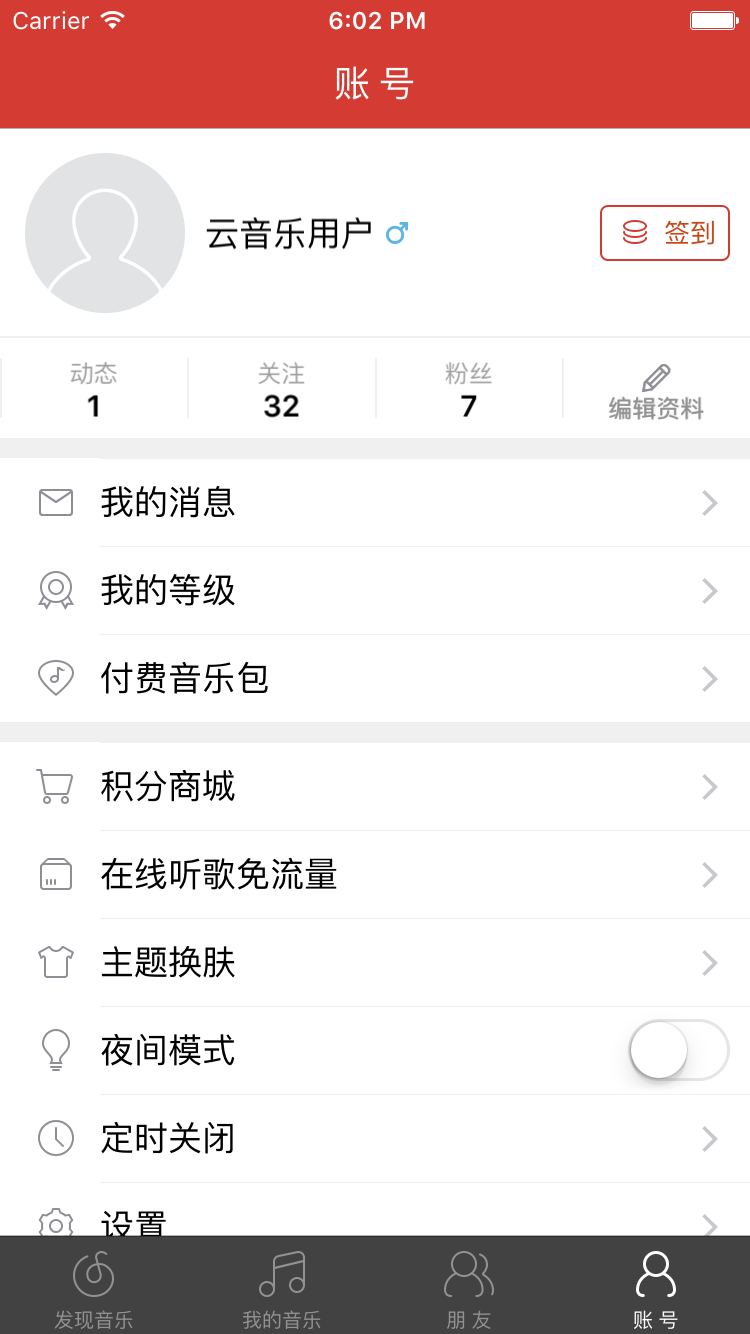 Carrier 6:02 PM
账 号
云音乐用户
签到
动态 关注 粉丝
1 32 7 编辑资料
我的消息
我的等级
付费音乐包
积分商城
在线听歌免流量
主题换肤
夜间模式
定时关闭
设置
发现音乐 我的音乐 朋 友 账 号